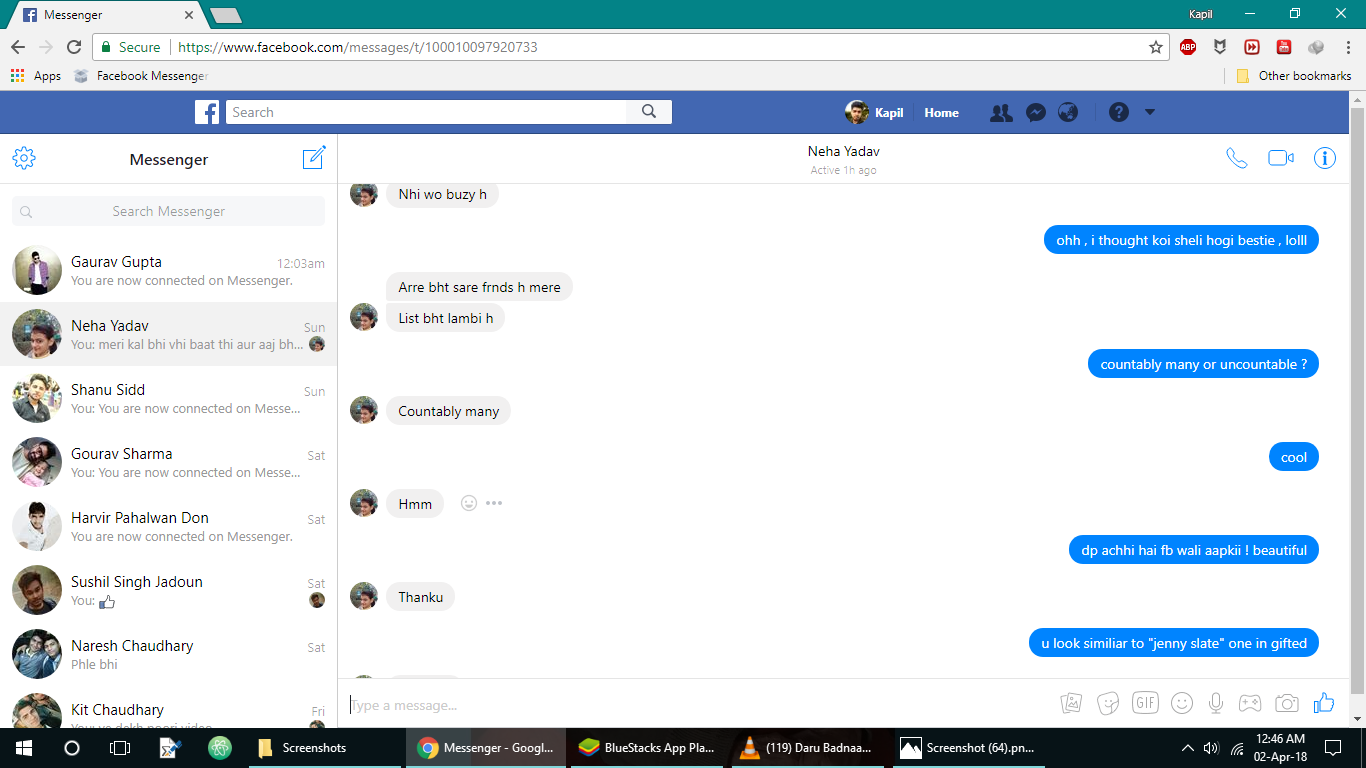 Messenger
Kapil
Secure
https://www.facebook.com/messages/t/100010097920733
ABP
Apps
Facebook Messenger
Other bookmarks
Search
Kapil
Home
Messenger
Search Messenger
Gaurav Gupta
12:03am
You are now connected on Messenger.
Neha Yadav
Sun
You: meri kal bhi vhi baat thi aur aaj bh...
Shanu Sidd
Sun
You: You are now connected on Messe...
Gourav Sharma
Sat
You: You are now connected on Messe...
Harvir Pahalwan Don
Sat
You are now connected on Messenger.
Sushil Singh Jadoun
Sat
You:
Naresh Chaudhary
Sat
Phle bhi
Kit Chaudhary
Fri
Neha Yadav
Active 1h ago
Nhi wo buzy h
ohh , i thought koi sheli hogi bestie , lolll
Arre bht sare frnds h mere
List bht lambi h
countably many or uncountable ?
Countably many
cool
Hmm
dp achhi hai fb wali aapkii ! beautiful
Thanku
u look similiar to "jenny slate" one in gifted
Type a message...
GIF
Screenshots
Messenger - Googl...
BlueStacks App Pla...
(119) Daru Badnaa...
Screenshot (64).pn...
12:46 AM
02-Apr-18